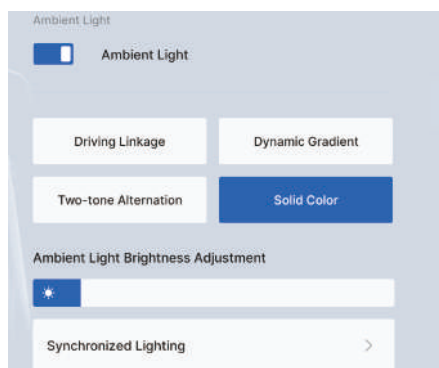 Ambient Light
Ambient Light
Driving Linkage
Dynamic Gradient
Two-tone Alternation
Solid Color
Ambient Light Brightness Adjustment
Synchronized Lighting